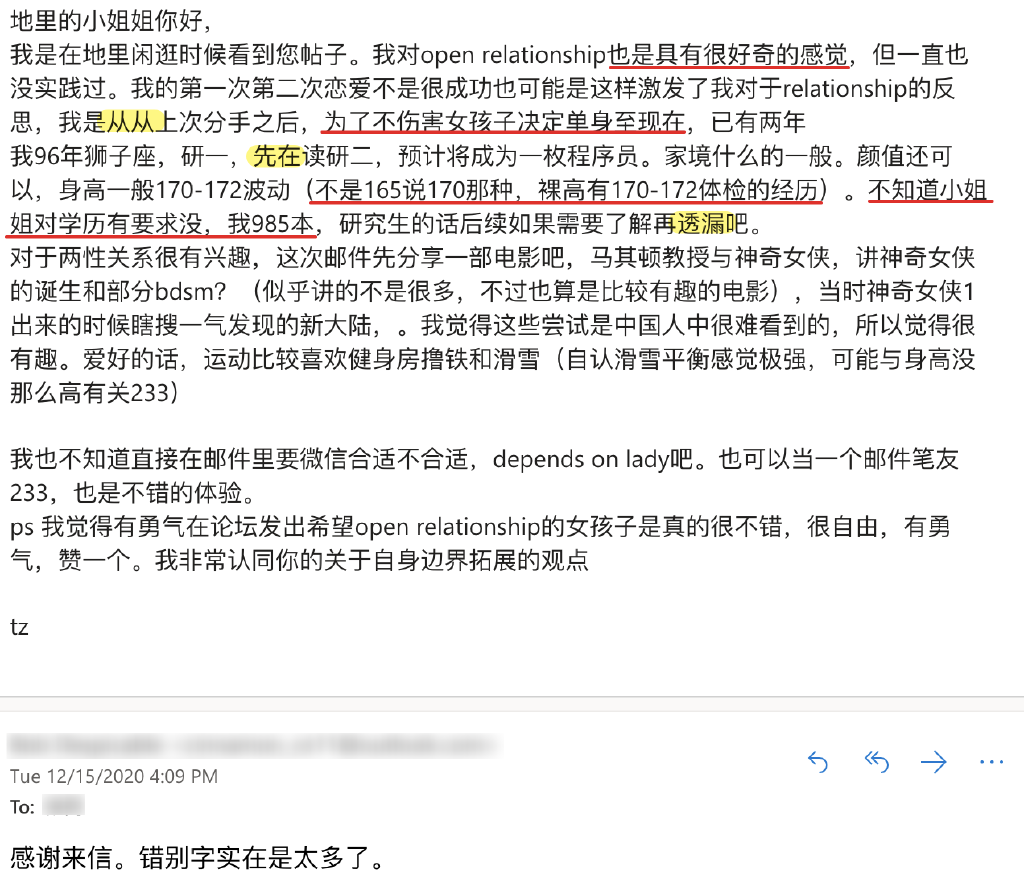 地里的小姐姐你好，
我是在地里闲逛时候看到您帖子。我对open relationship也是具有很好奇的感觉，但一直也
没实践过。我的第一次第二次恋爱不是很成功也可能是这样激发了我对于relationship的反
思，我是从从上次分手之后，为了不伤害女孩子决定单身至现在，已有两年
我96年狮子座，研一，先在读研二，预计将成为一枚程序员。家境什么的一般。颜值还可
以，身高一般170-172波动（不是165说170那种，裸高有170-172体检的经历）。不知道小姐
姐对学历有要求没，我985本，研究生的话后续如果需要了解再透漏吧。
对于两性关系很有兴趣，这次邮件先分享一部电影吧，马其顿教授与神奇女侠，讲神奇女侠
的诞生和部分bdsm？（似乎讲的不是很多，不过也算是比较有趣的电影），当时神奇女侠1
出来的时候瞎搜一气发现的新大陆，。我觉得这些尝试是中国人中很难看到的，所以觉得很
有趣。爱好的话，运动比较喜欢健身房撸铁和滑雪（自认滑雪平衡感觉极强，可能与身高没
那么高有关233）
我也不知道直接在邮件里要微信合适不合适，depends on lady吧。也可以当一个邮件笔友
233，也是不错的体验。
ps 我觉得有勇气在论坛发出希望open relationship的女孩子是真的很不错，很自由，有勇
气，赞一个。我非常认同你的关于自身边界拓展的观点
tz
Tue 12/15/2020 4:09 PM
To:
感谢来信。错别字实在是太多了。